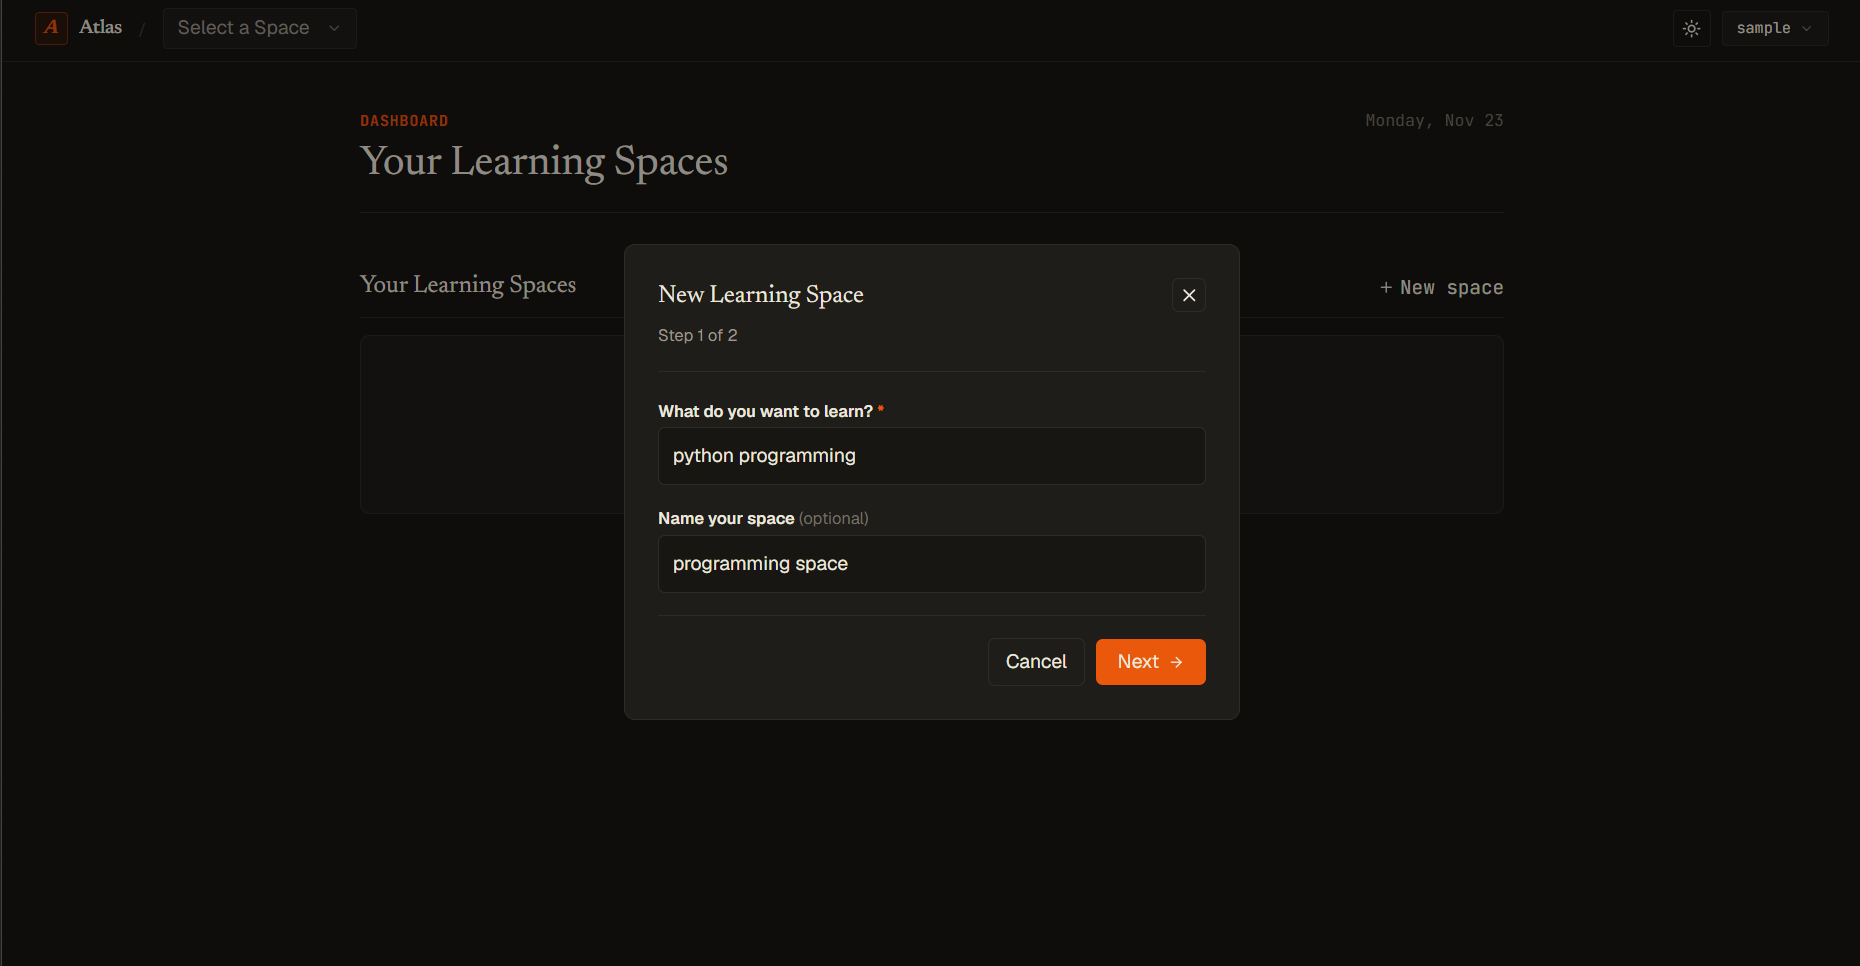 A Atlas / Select a Space
sample
DASHBOARD
Monday, Nov 23
Your Learning Spaces
Your Learning Spaces
+ New space
New Learning Space
Step 1 of 2
What do you want to learn? *
python programming
Name your space (optional)
programming space
Cancel
Next →